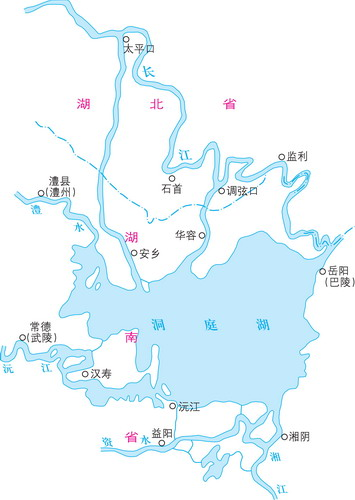 太平口
长
湖北省
江
监利
石首
调弦口
澧县
(澧州)
澧
水
华容
湖
安乡
岳阳
(巴陵)
洞庭湖
常德
(武陵)
南
沅江
汉寿
沅江
省
益阳
资水
湘阴
湘
江